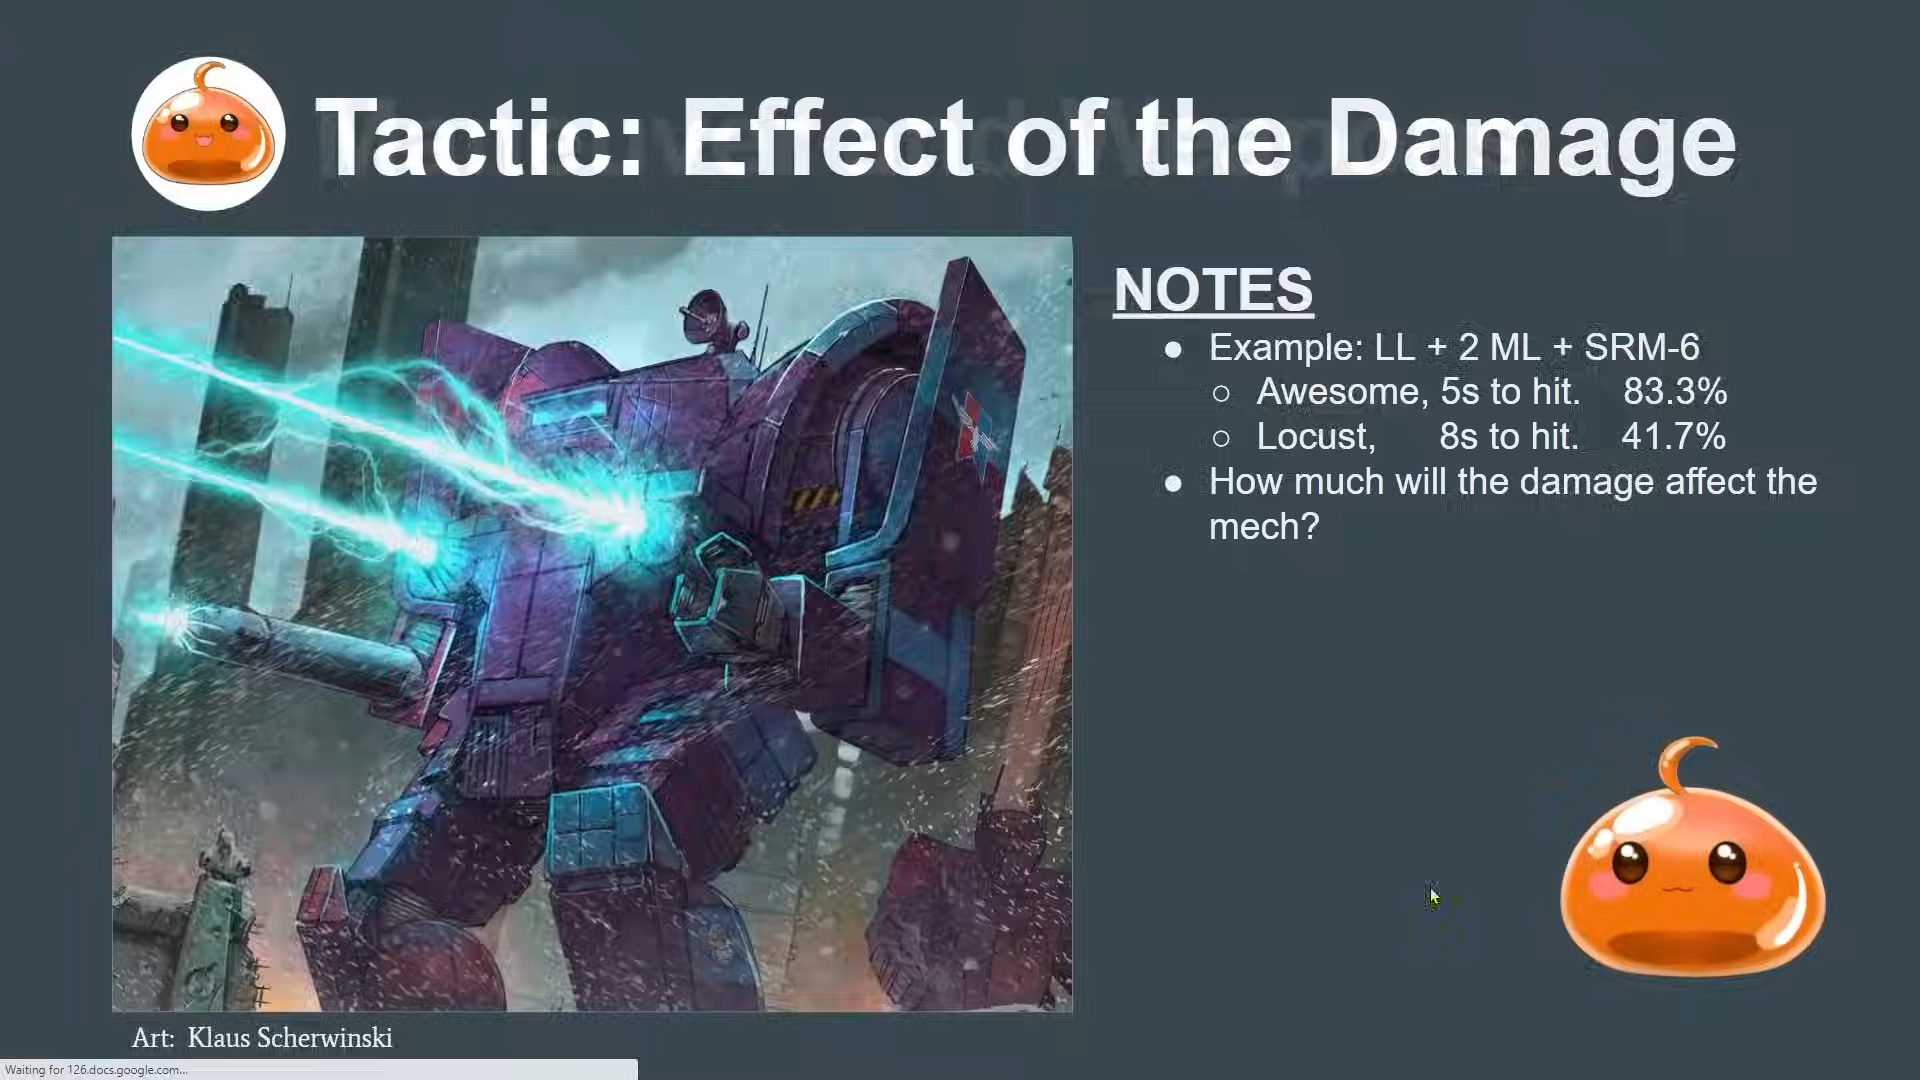 Tactic: Effect of the Damage
NOTES
● Example: LL + 2 ML + SRM-6
○ Awesome, 5s to hit. 83.3%
○ Locust, 8s to hit. 41.7%
● How much will the damage affect the
mech?
Art: Klaus Scherwinski
Waiting for 126.docs.google.com...